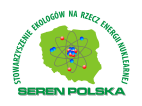 STOWARZYSZENIE EKOLOGÓW NA RZECZ ENERGII NUKLEARNEJ
SEREN POLSKA